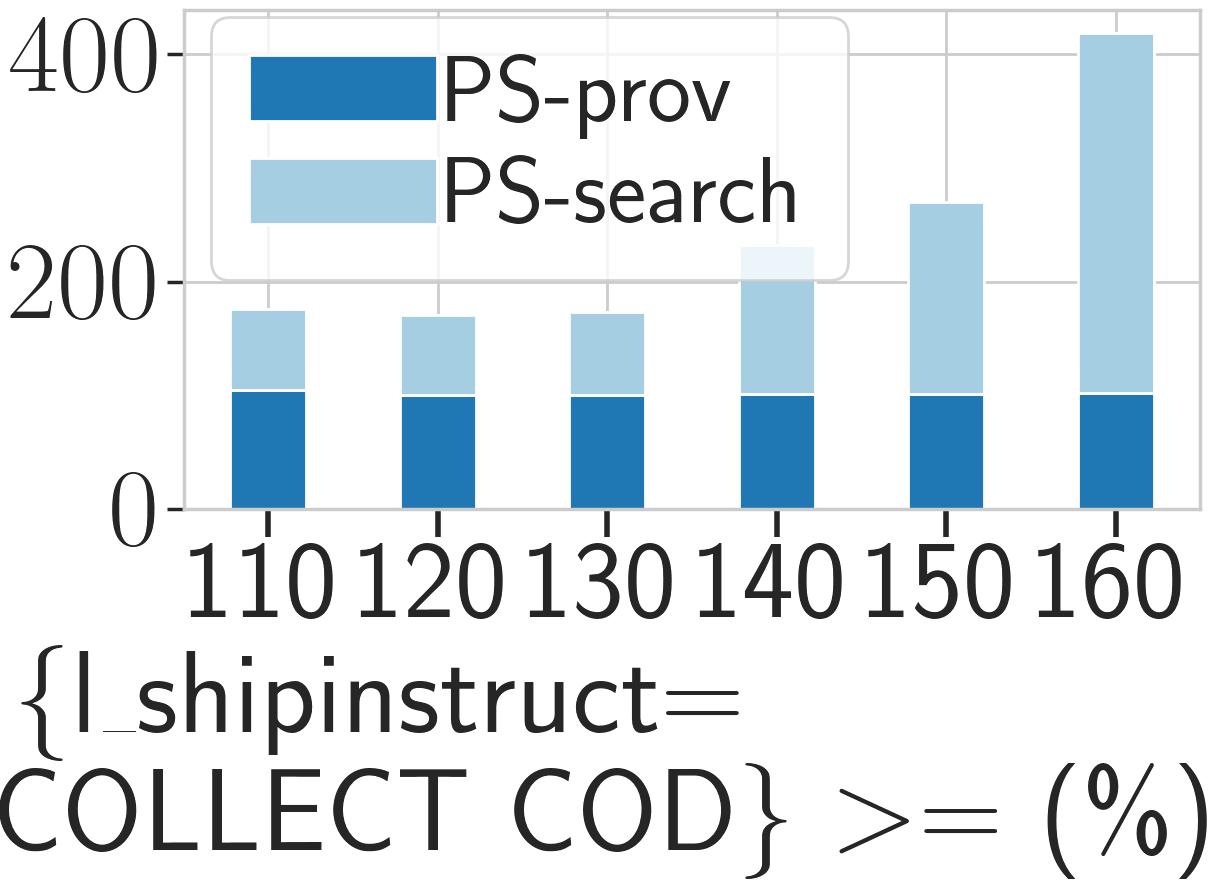 400
PS-prov
PS-search
200
0
110 120 130 140 150 160
{l_shipinstruct=
COLLECT COD} >= (%)